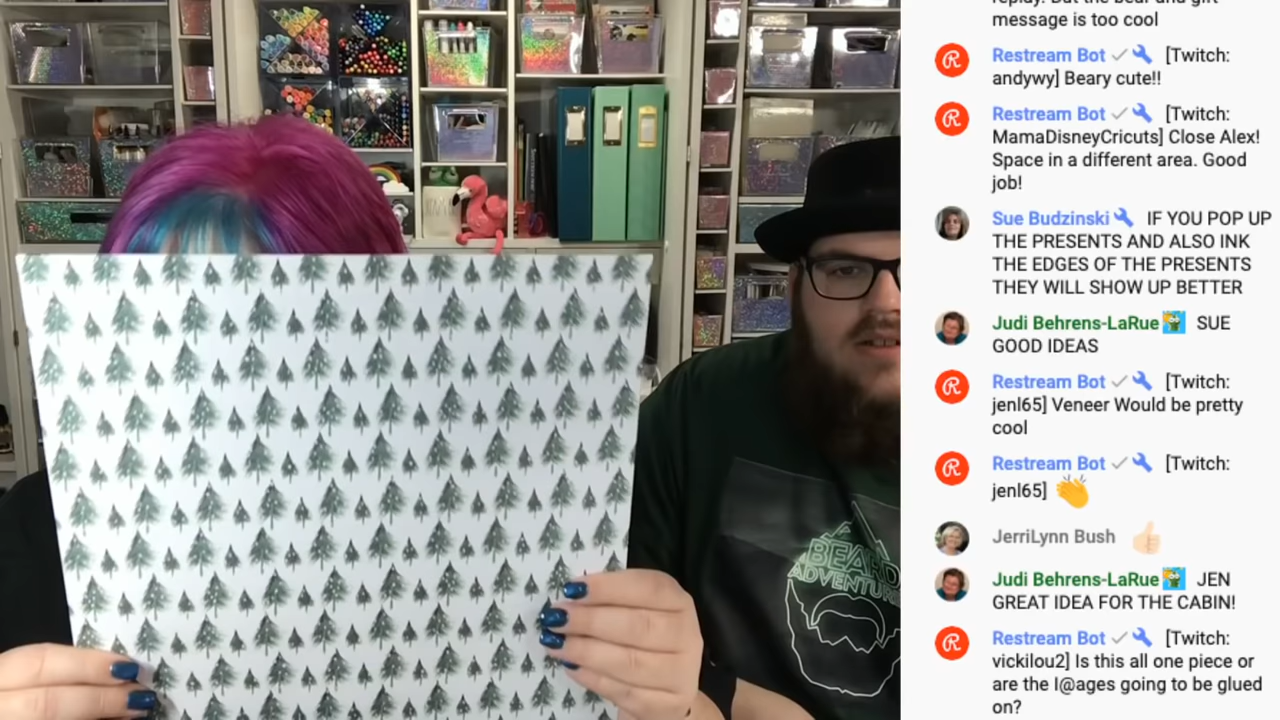 replay! But the bear and gift
message is too cool
Restream Bot [Twitch:
andywy] Beary cute!!
Restream Bot [Twitch:
MamaDisneyCricuts] Close Alex!
Space in a different area. Good
job!
Sue Budzinski IF YOU POP UP
THE PRESENTS AND ALSO INK
THE EDGES OF THE PRESENTS
THEY WILL SHOW UP BETTER
Judi Behrens-LaRue SUE
GOOD IDEAS
Restream Bot [Twitch:
jenl65] Veneer Would be pretty
cool
Restream Bot [Twitch:
jenl65]
JerriLynn Bush
Judi Behrens-LaRue JEN
GREAT IDEA FOR THE CABIN!
Restream Bot [Twitch:
vickilou2] Is this all one piece or
are the l@ages going to be glued
on?
BEARD
ADVENTURE